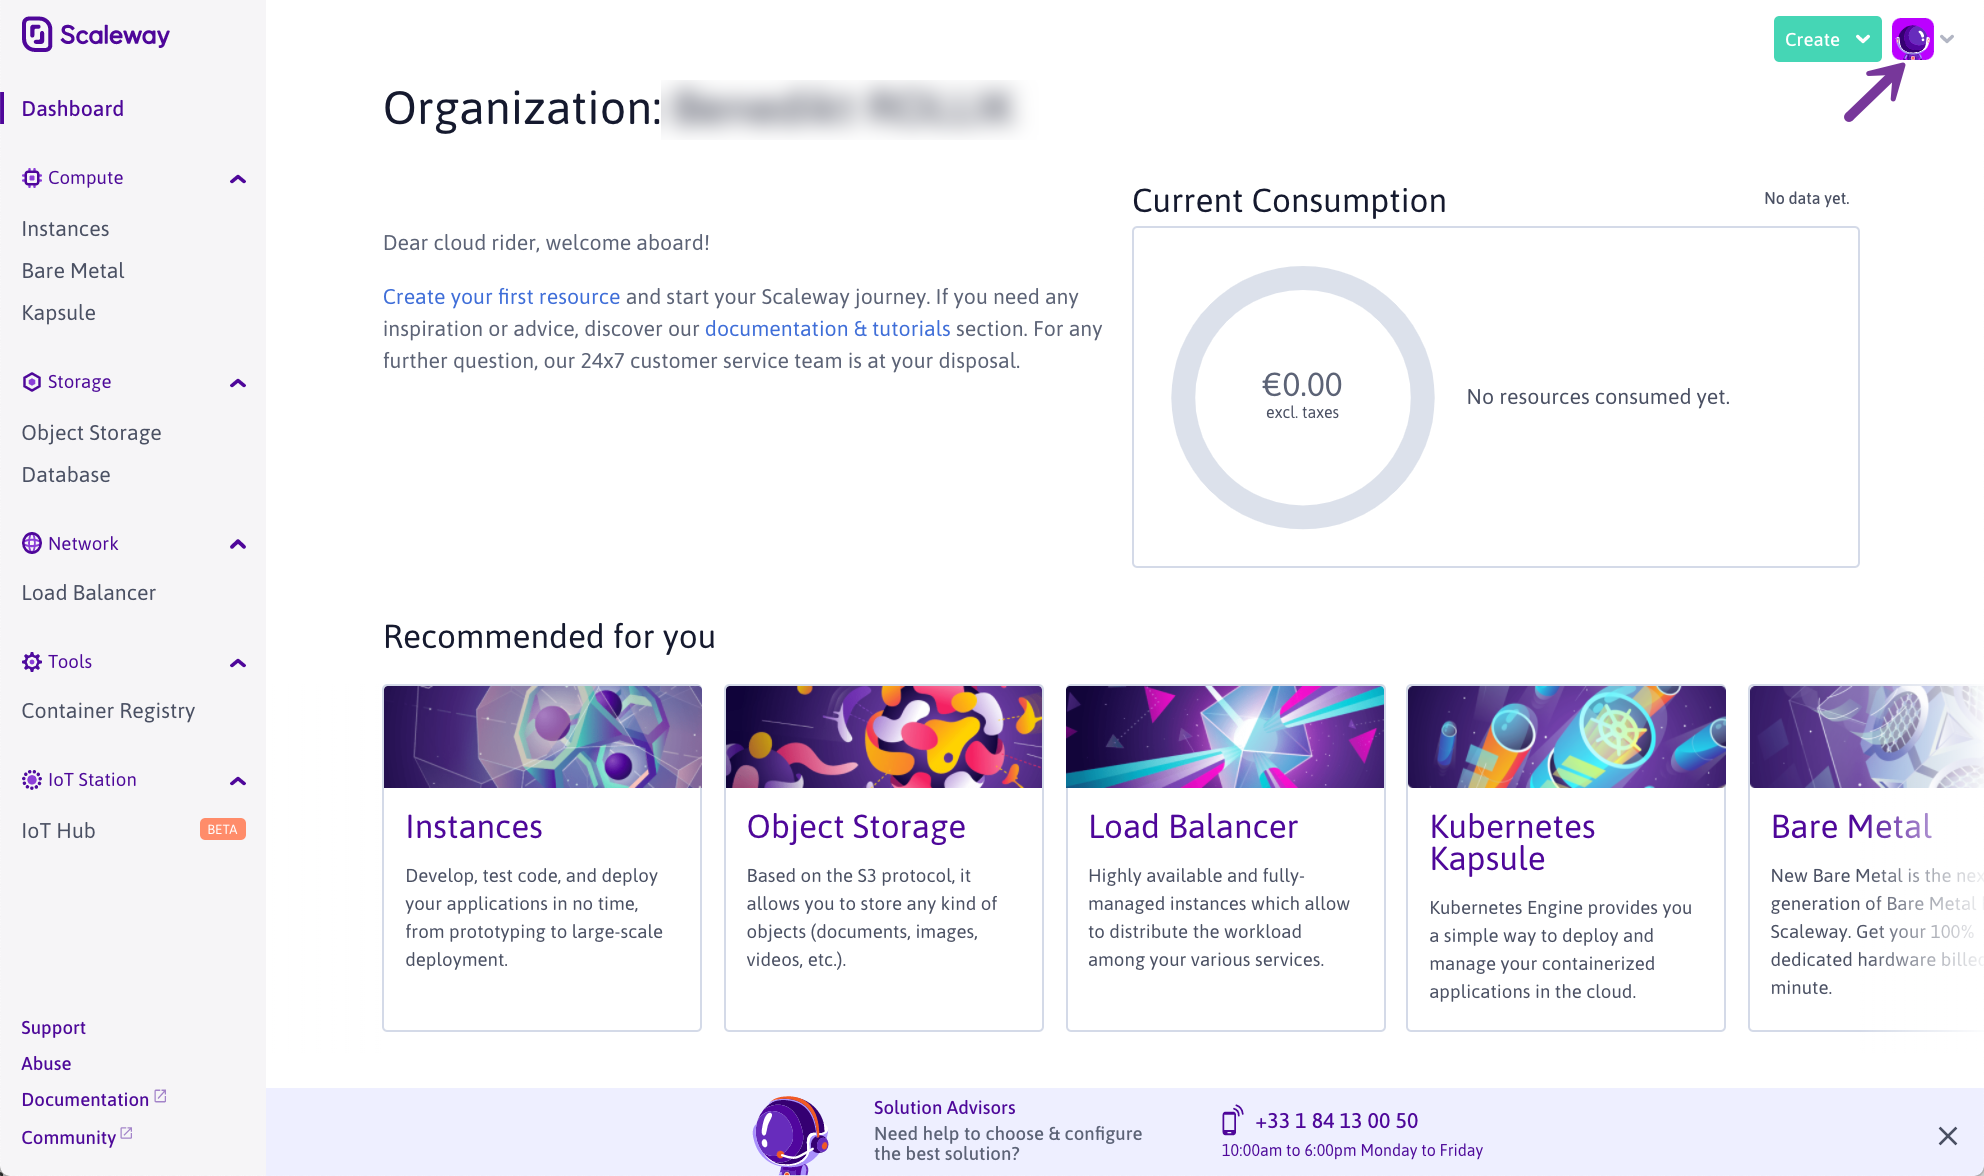 Scaleway
Dashboard
Compute
Instances
Bare Metal
Kapsule
Storage
Object Storage
Database
Network
Load Balancer
Tools
Container Registry
IoT Station
IoT Hub
BETA
Support
Abuse
Documentation
Community
Create
Organization:
Dear cloud rider, welcome aboard!
Create your first resource and start your Scaleway journey. If you need any
inspiration or advice, discover our documentation & tutorials section. For any
further question, our 24x7 customer service team is at your disposal.
Current Consumption
No data yet.
€0.00
excl. taxes
No resources consumed yet.
Recommended for you
Instances
Develop, test code, and deploy
your applications in no time,
from prototyping to large-scale
deployment.
Object Storage
Based on the S3 protocol, it
allows you to store any kind of
objects (documents, images,
videos, etc.).
Load Balancer
Highly available and fully-
managed instances which allow
to distribute the workload
among your various services.
Kubernetes
Kapsule
Kubernetes Engine provides you
a simple way to deploy and
manage your containerized
applications in the cloud.
Bare Metal
New Bare Metal is the
generation of Bare Metal
Scaleway. Get your 100%
dedicated hardware
minute.
Solution Advisors
Need help to choose & configure
the best solution?
+33 1 84 13 00 50
10:00am to 6:00pm Monday to Friday